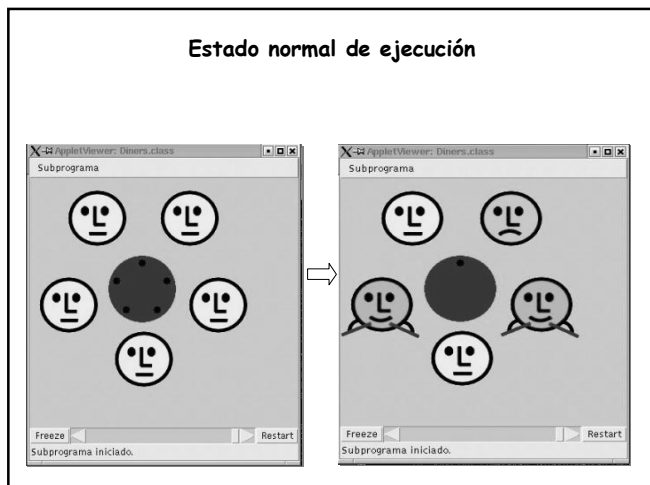 Estado normal de ejecución
AppletViewer: Diners.class
Subprograma
Freeze
Restart
Subprograma iniciado.
AppletViewer: Diners.class
Subprograma
Freeze
Restart
Subprograma iniciado.